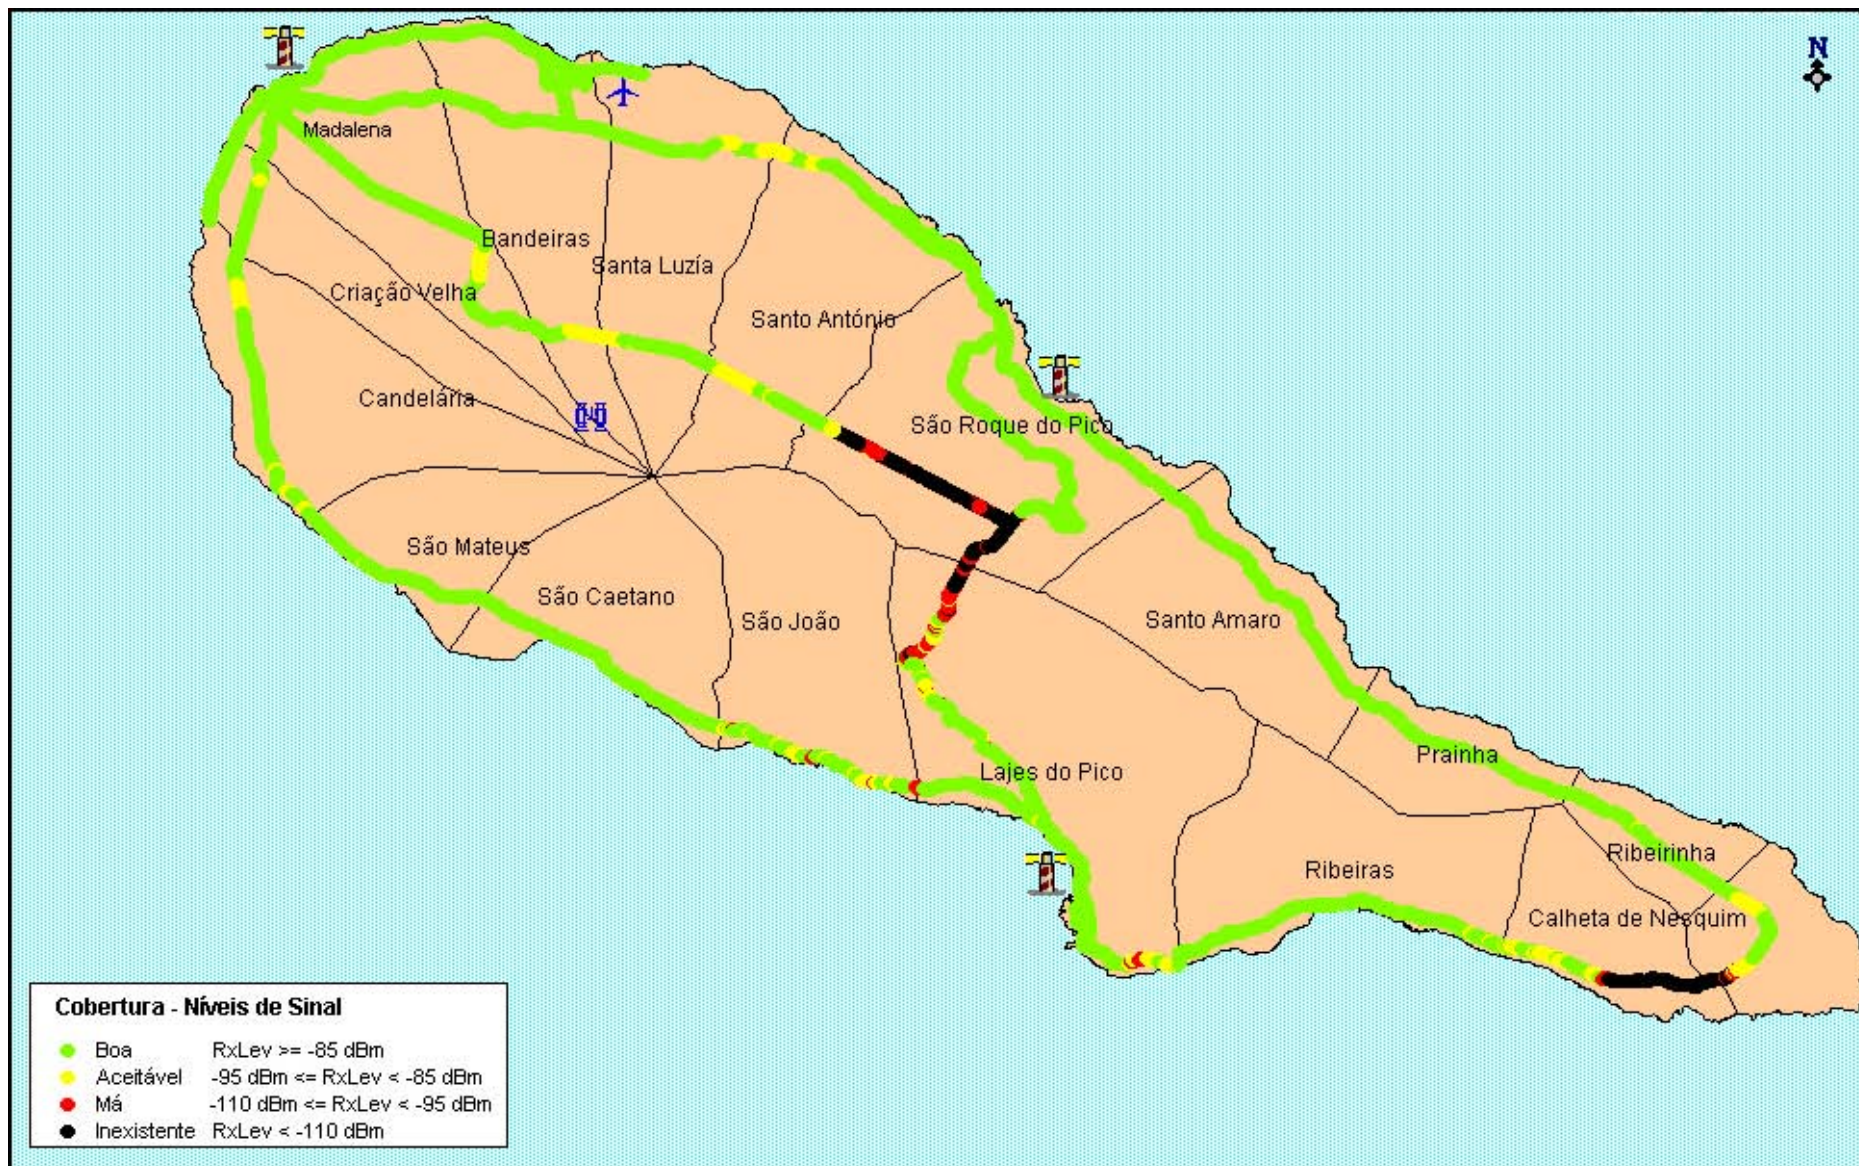 N
Madalena
Bandeiras
Santa Luzía
Criação Velha
Santo António
Candelária
São Roque do Pico
São Mateus
São Caetano
São João
Santo Amaro
Prainha
Lajes do Pico
Ribeirinha
Ribeiras
Calheta de Nesquim
Cobertura - Níveis de Sinal
Boa RxLev >= -85 dBm
Aceitável -95 dBm <= RxLev < -85 dBm
Má -110 dBm <= RxLev < -95 dBm
Inexistente RxLev < -110 dBm